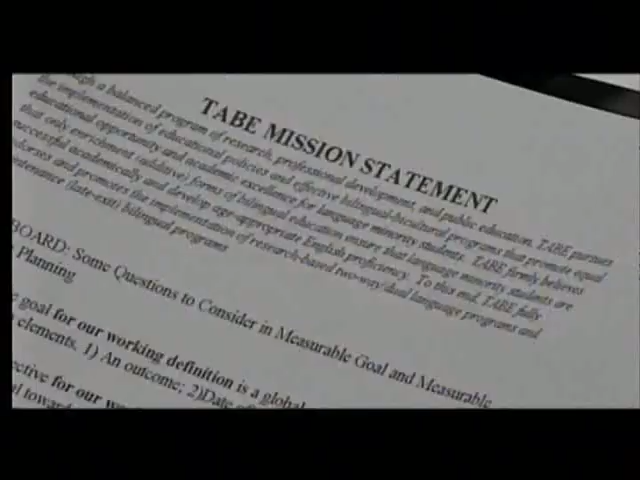 TABE MISSION STATEMENT
a balanced program of research, professional development, and public education, TABE pursues
the implementation of educational policies and effective bilingual-bicultural programs that promote equal
educational opportunity and academic excellence for language minority students. TABE firmly believes
that only enrichment (additive) forms of bilingual education ensure that language minority students are
successful academically and develop age-appropriate English proficiency. To this end, TABE fully
and promotes the implementation of research-based two-way/dual language programs and
(late-exit) bilingual programs
BOARD: Some Questions to Consider in Measurable Goal and Measurable
Planning
goal for our working definition is a global
elements. 1) An outcome; 2)Date
for our